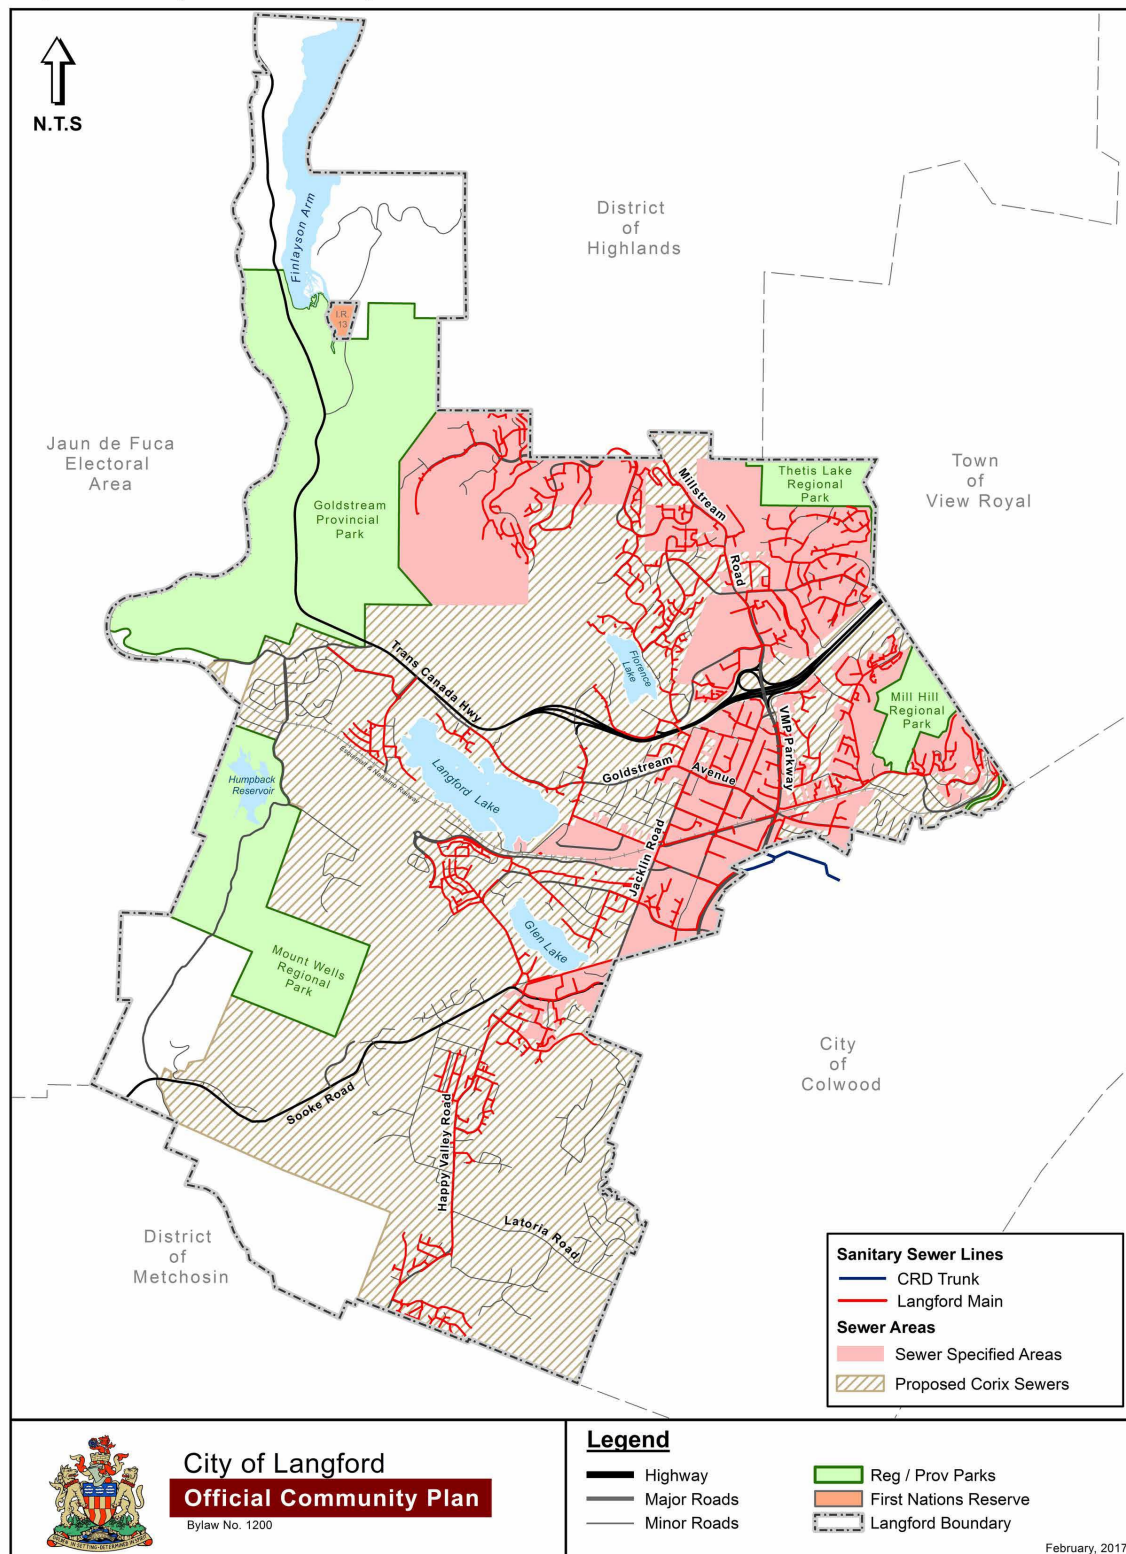 N.T.S
Finlayson Arm
District
of
Highlands
I.R.
13
Jaun de Fuca
Electoral
Area
Goldstream
Provincial
Park
Millstream
Road
Thetis Lake
Regional
Park
Town
of
View Royal
Trans Canada Hwy
Florence
Lake
Mill Hill
Regional
Park
VMP Parkway
Humpback
Reservoir
Esquimalt & Nanaimo Railway
Langford Lake
Goldstream
Avenue
Jacklin Road
Glen Lake
Mount Wells
Regional
Park
City
of
Colwood
Sooke Road
Happy Valley Road
Latoria Road
District
of
Metchosin
Sanitary Sewer Lines
CRD Trunk
Langford Main
Sewer Areas
Sewer Specified Areas
Proposed Corix Sewers
City of Langford
Official Community Plan
Bylaw No. 1200
Legend
Highway
Major Roads
Minor Roads
Reg / Prov Parks
First Nations Reserve
Langford Boundary
February, 2017